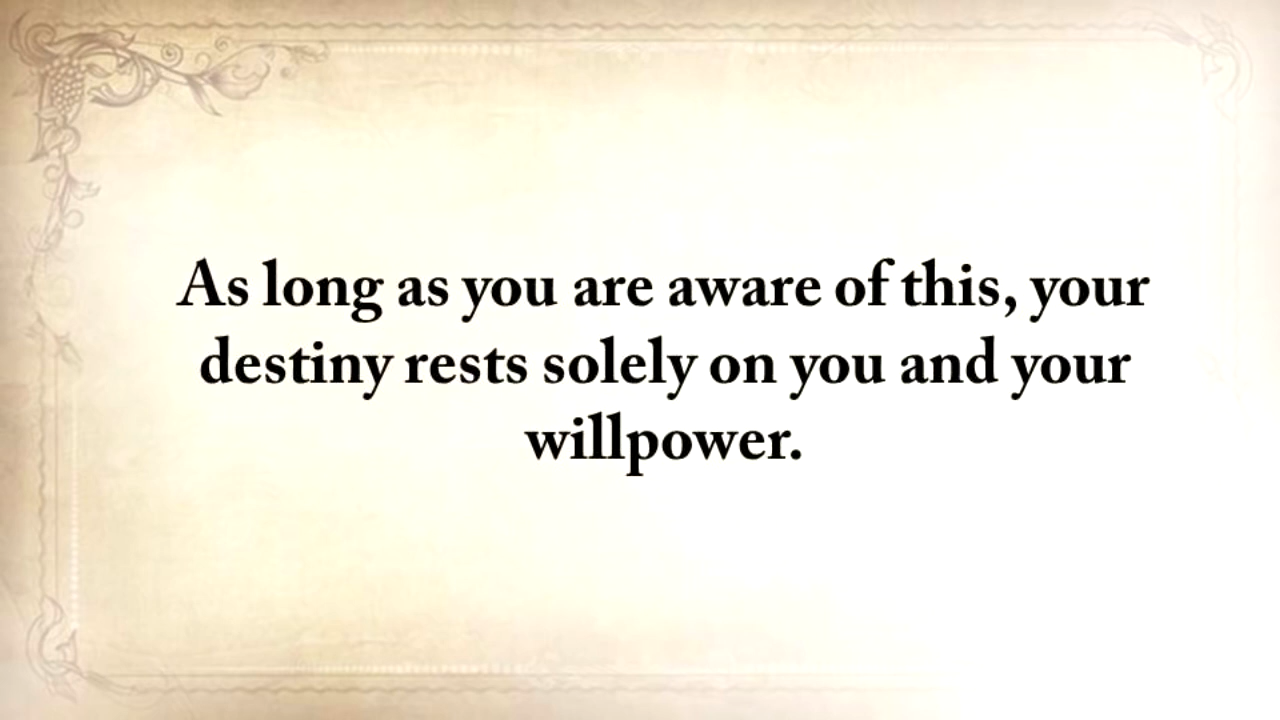 As long as you are aware of this, your
destiny rests solely on you and your
willpower.